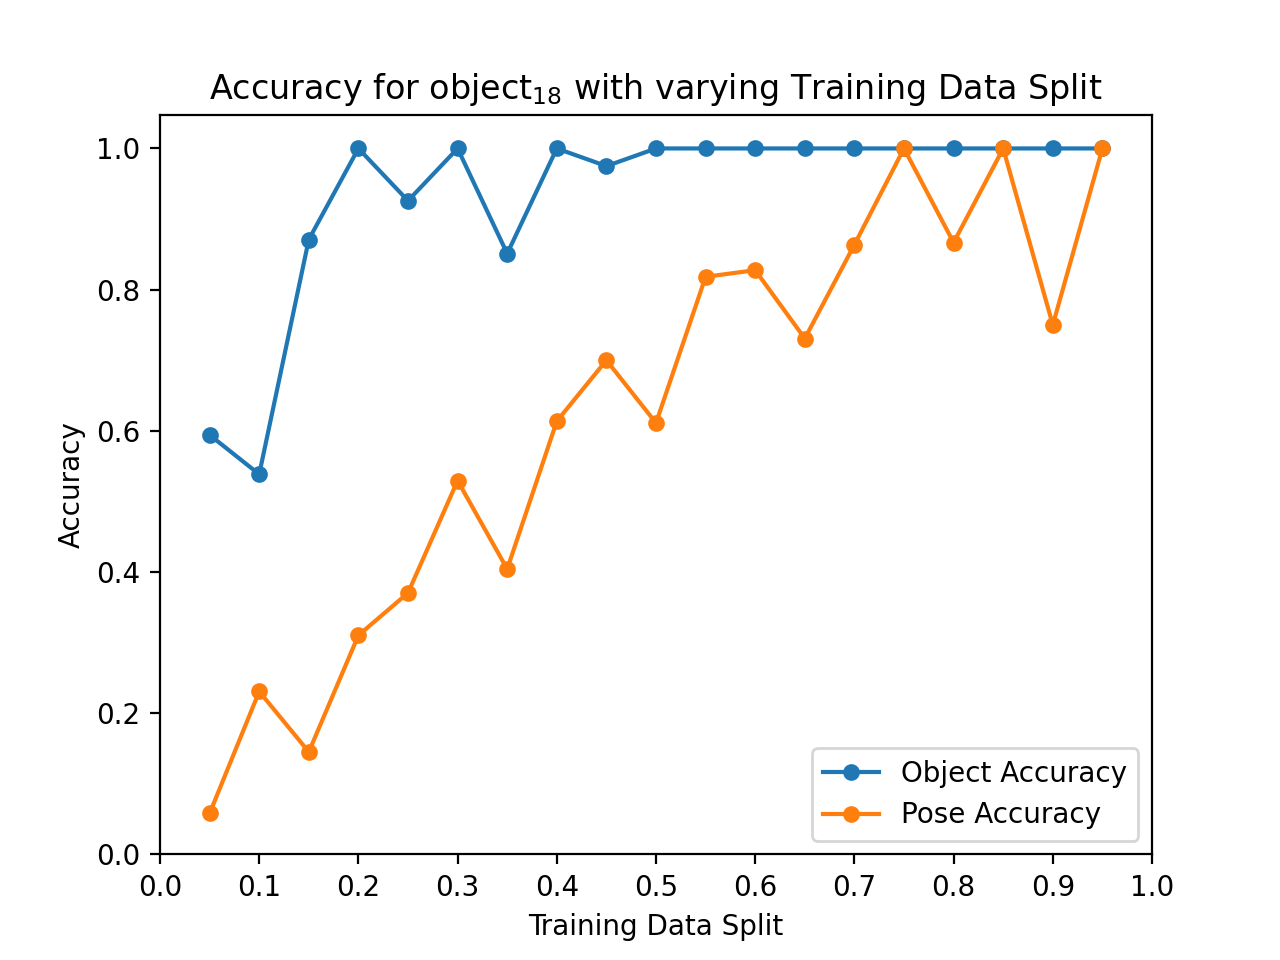 Accuracy for object₁₈ with varying Training Data Split
1.0
0.8
0.6
0.4
0.2
0.0
Accuracy
Object Accuracy
Pose Accuracy
0.0 0.1 0.2 0.3 0.4 0.5 0.6 0.7 0.8 0.9 1.0
Training Data Split